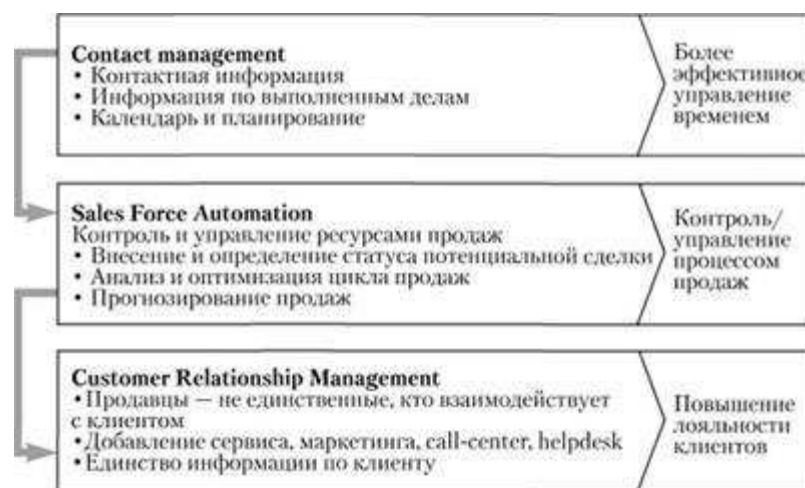 Contact management
• Контактная информация
• Информация по выполненным делам
• Календарь и планирование
Более
эффективное
управление
временем
Sales Force Automation
Контроль и управление ресурсами продаж
• Внесение и определение статуса потенциальной сделки
• Анализ и оптимизация цикла продаж
• Прогнозирование продаж
Контроль/
управление
процессом
продаж
Customer Relationship Management
•Продавцы — не единственные, кто взаимодействует
с клиентом
•Добавление сервиса, маркетинга, call-center, helpdesk
•Единство информации по клиенту
Повышение
лояльности
клиентов